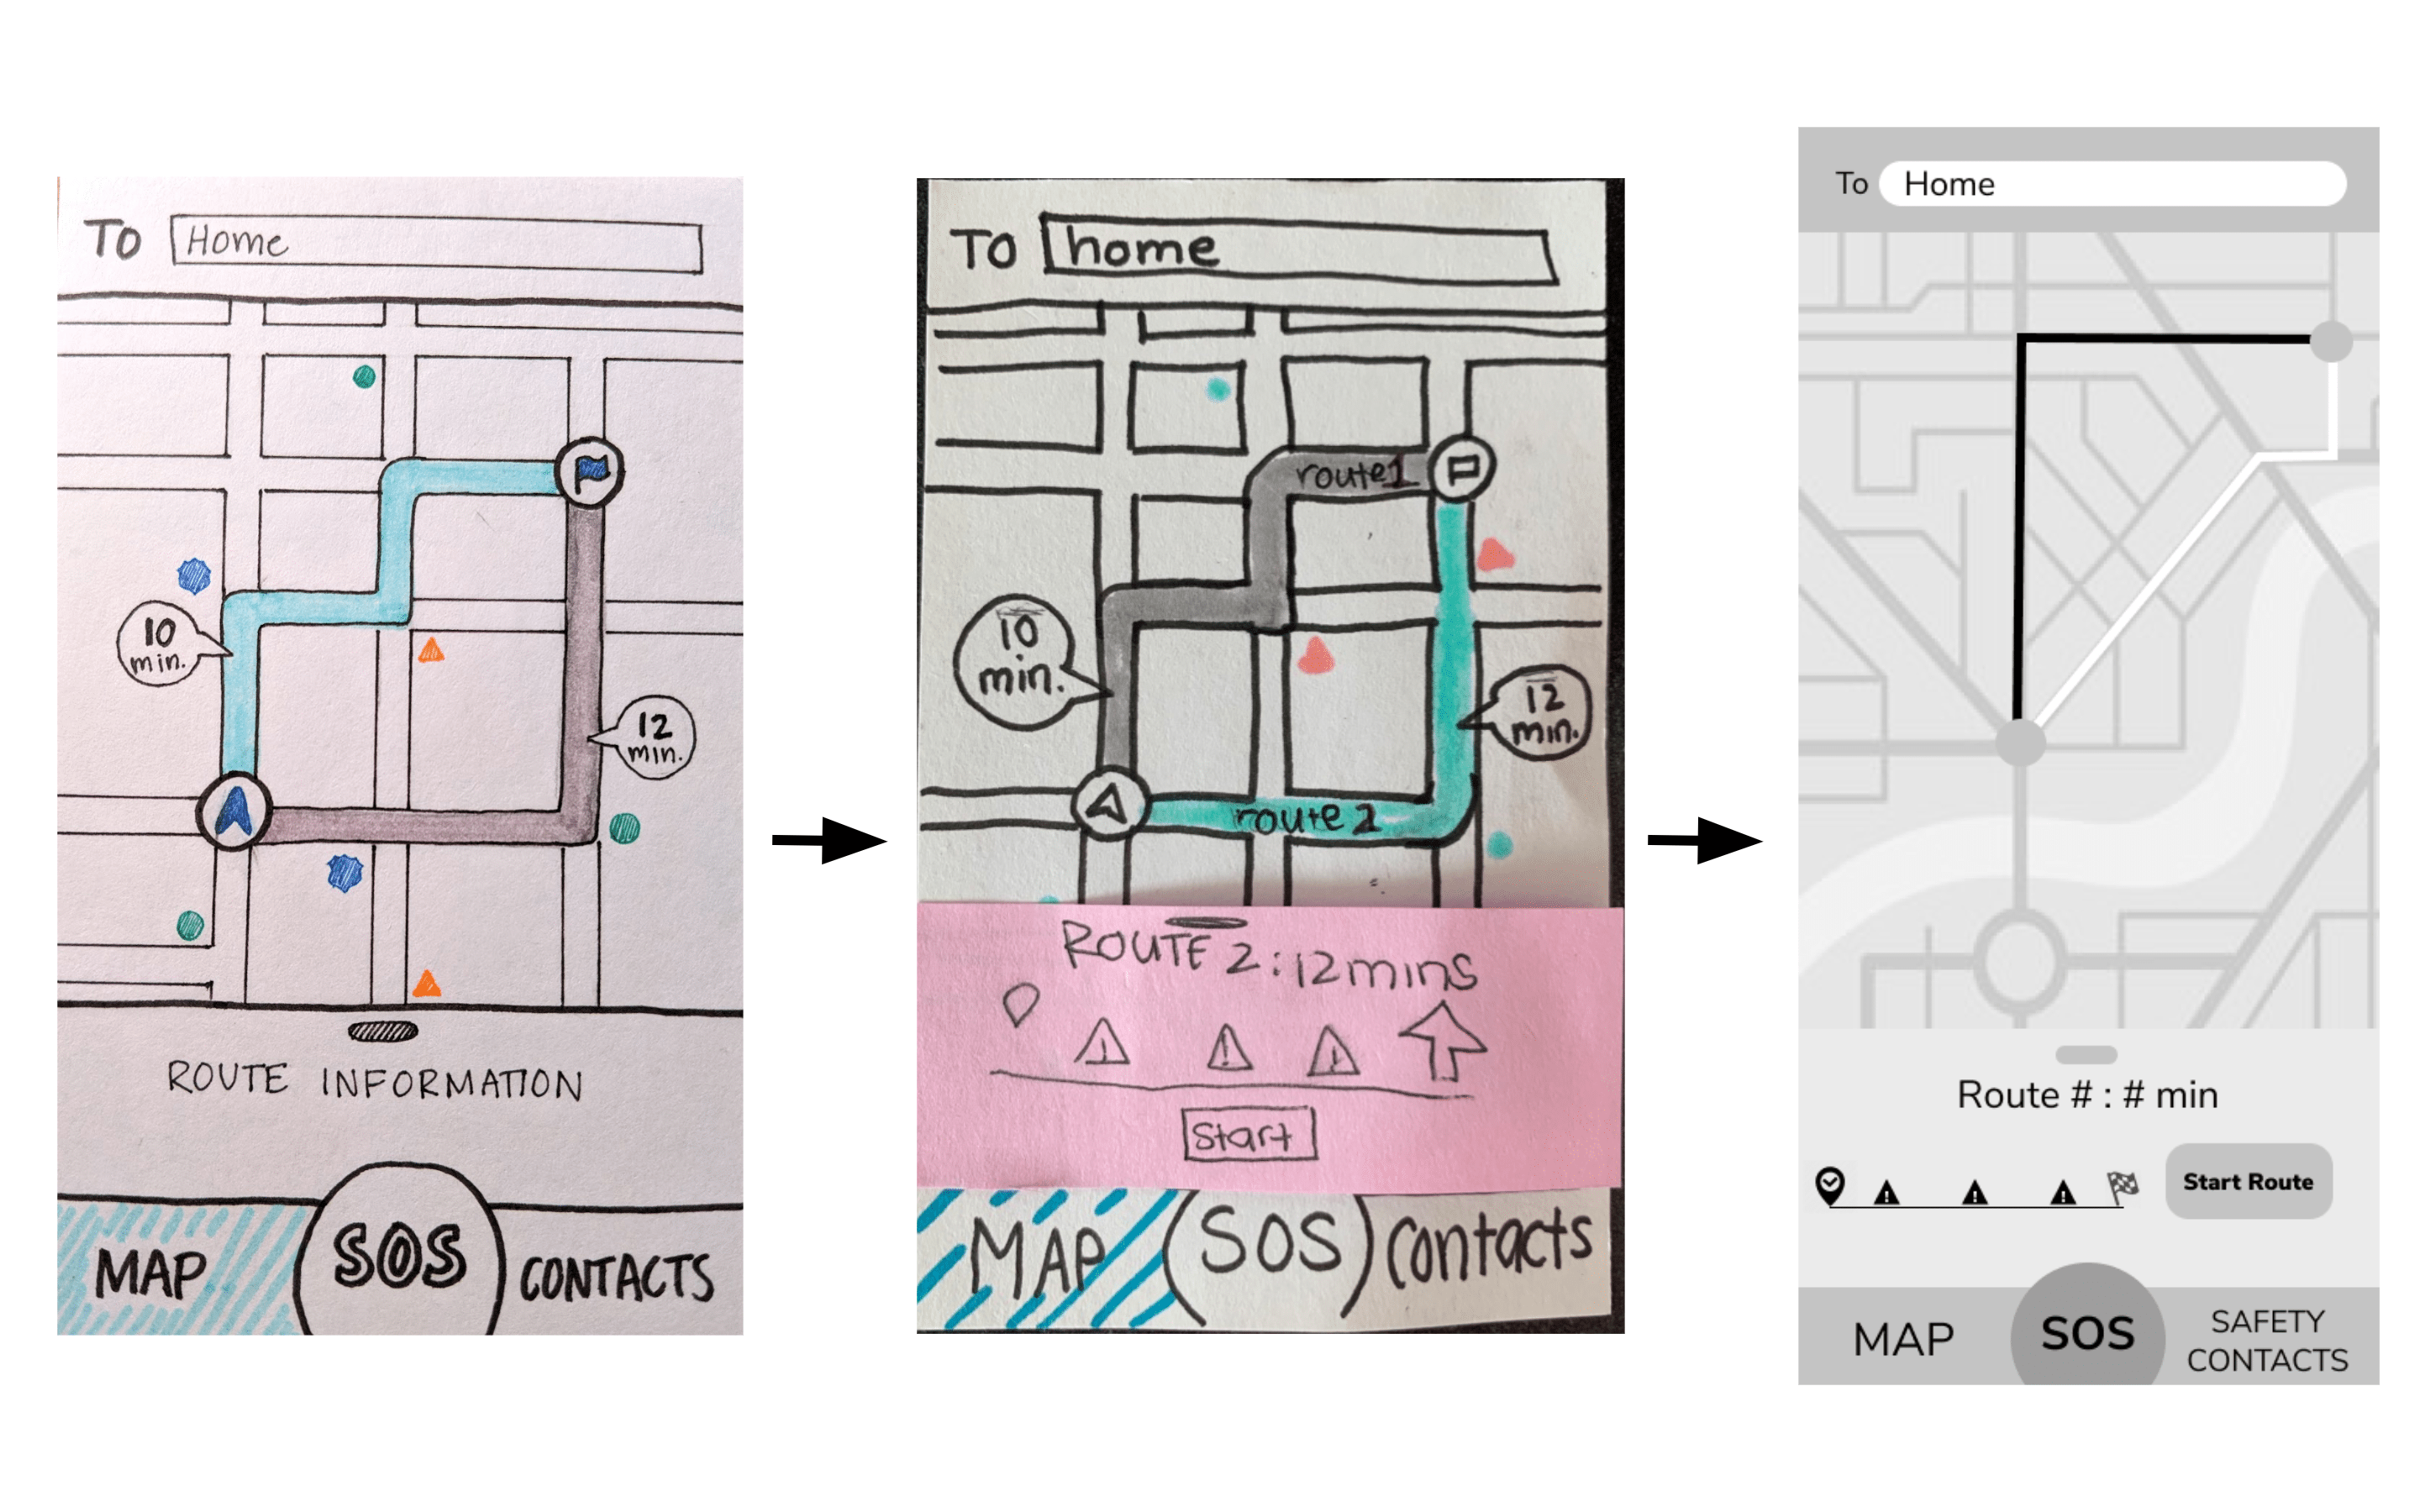 TO Home
10
min.
12
min.
ROUTE INFORMATION
MAP
SOS
CONTACTS
TO home
route1
10
min.
12
min.
route 2
ROUTE 2:12mins
Start
MAP
SOS
contacts
To Home
Route # : # min
Start Route
MAP
SOS
SAFETY
CONTACTS